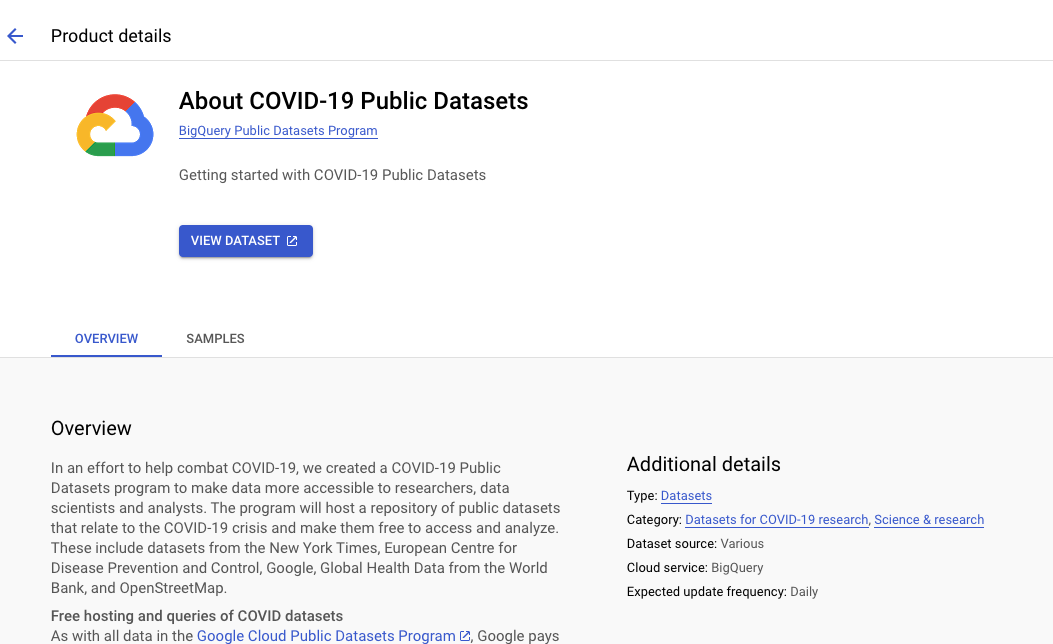 Product details
About COVID-19 Public Datasets
BigQuery Public Datasets Program
Getting started with COVID-19 Public Datasets
VIEW DATASET
OVERVIEW
SAMPLES
Overview
In an effort to help combat COVID-19, we created a COVID-19 Public
Datasets program to make data more accessible to researchers, data
scientists and analysts. The program will host a repository of public datasets
that relate to the COVID-19 crisis and make them free to access and analyze.
These include datasets from the New York Times, European Centre for
Disease Prevention and Control, Google, Global Health Data from the World
Bank, and OpenStreetMap.
Free hosting and queries of COVID datasets
As with all data in the Google Cloud Public Datasets Program, Google pays
Additional details
Type: Datasets
Category: Datasets for COVID-19 research, Science & research
Dataset source: Various
Cloud service: BigQuery
Expected update frequency: Daily